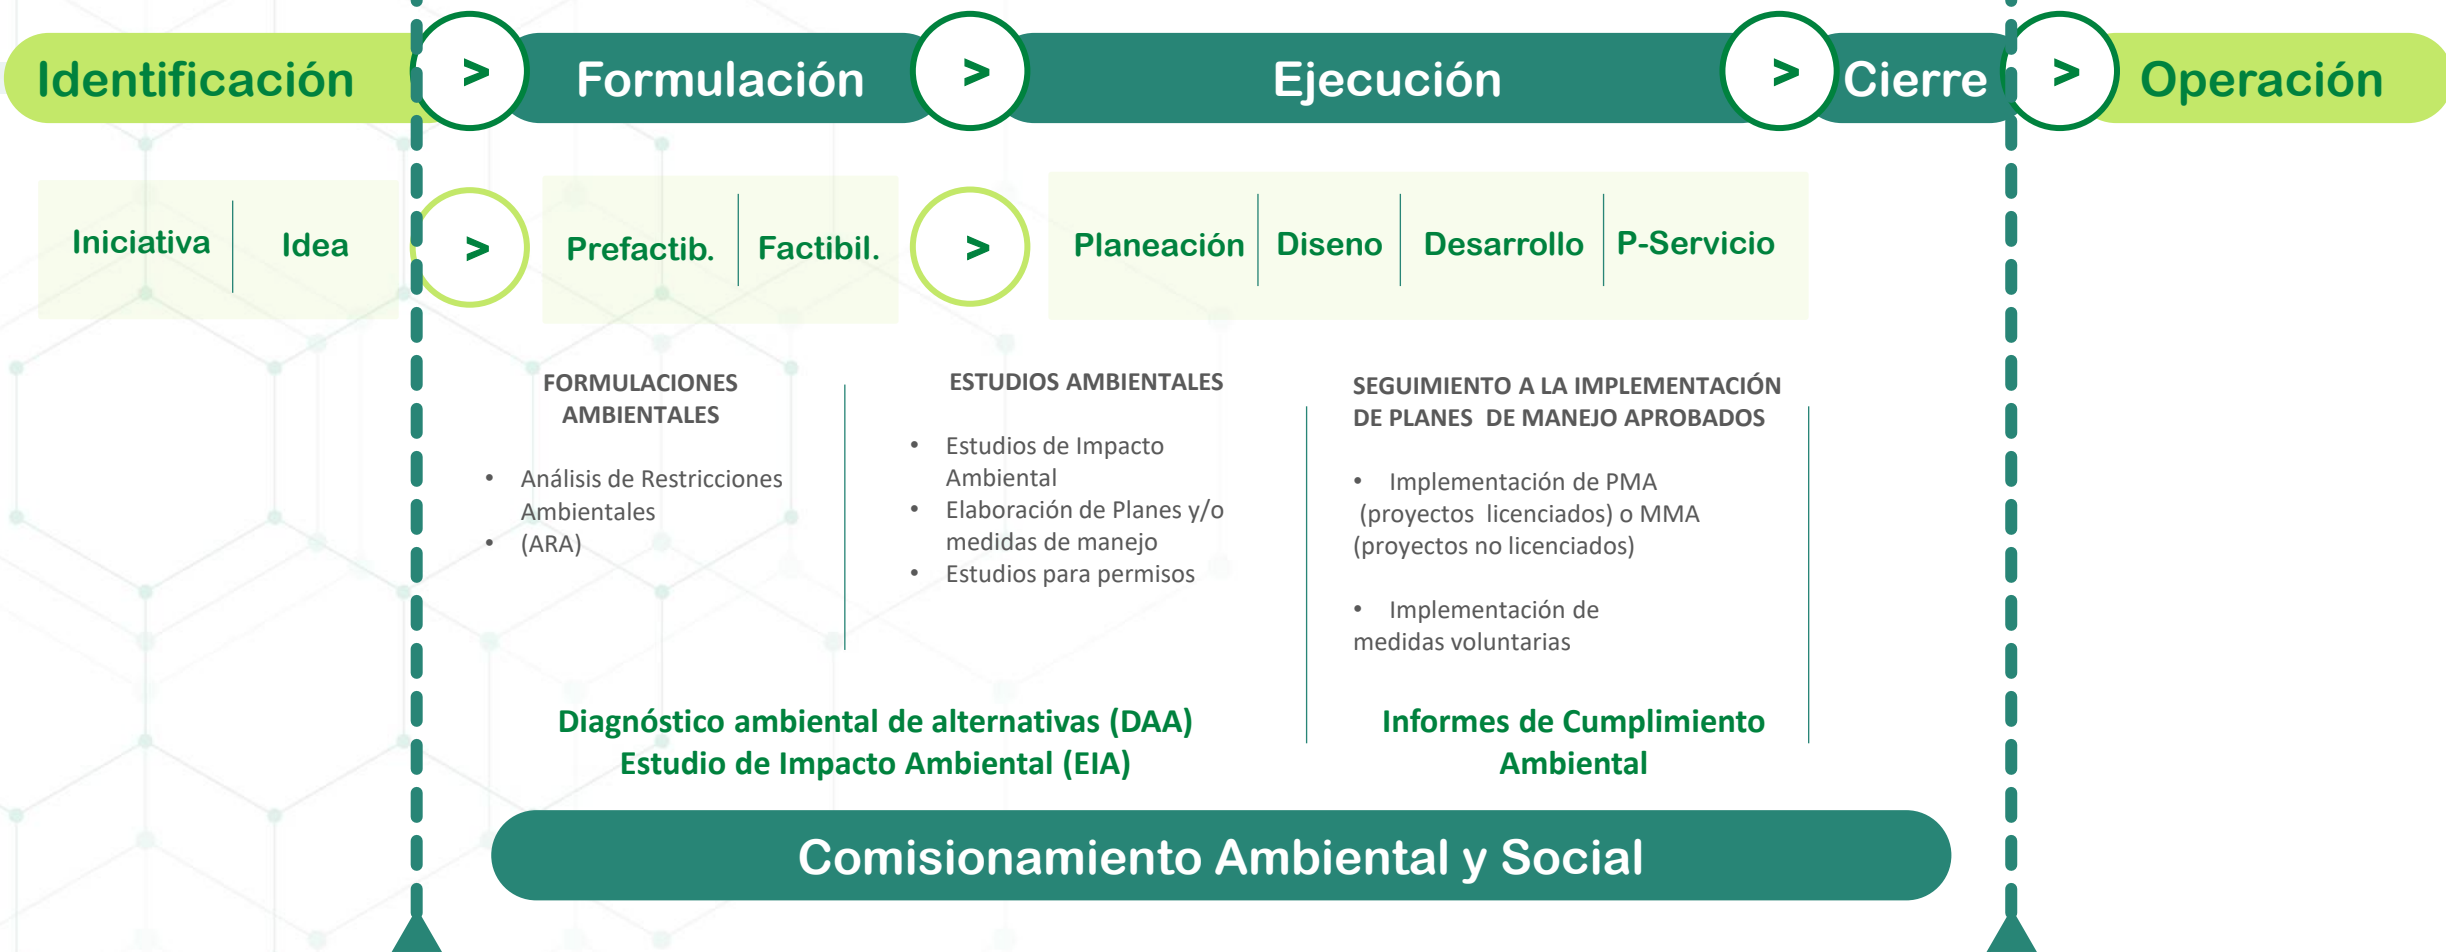 Identificación > Formulación > Ejecución > Cierre > Operación
Iniciativa Idea > Prefactib. Factibil. > Planeación Diseno Desarrollo P-Servicio
FORMULACIONES
AMBIENTALES
• Análisis de Restricciones
Ambientales
• (ARA)
ESTUDIOS AMBIENTALES
• Estudios de Impacto
Ambiental
• Elaboración de Planes y/o
medidas de manejo
• Estudios para permisos
SEGUIMIENTO A LA IMPLEMENTACIÓN
DE PLANES DE MANEJO APROBADOS
• Implementación de PMA
(proyectos licenciados) o MMA
(proyectos no licenciados)
• Implementación de
medidas voluntarias
Diagnóstico ambiental de alternativas (DAA)
Estudio de Impacto Ambiental (EIA)
Informes de Cumplimiento
Ambiental
Comisionamiento Ambiental y Social